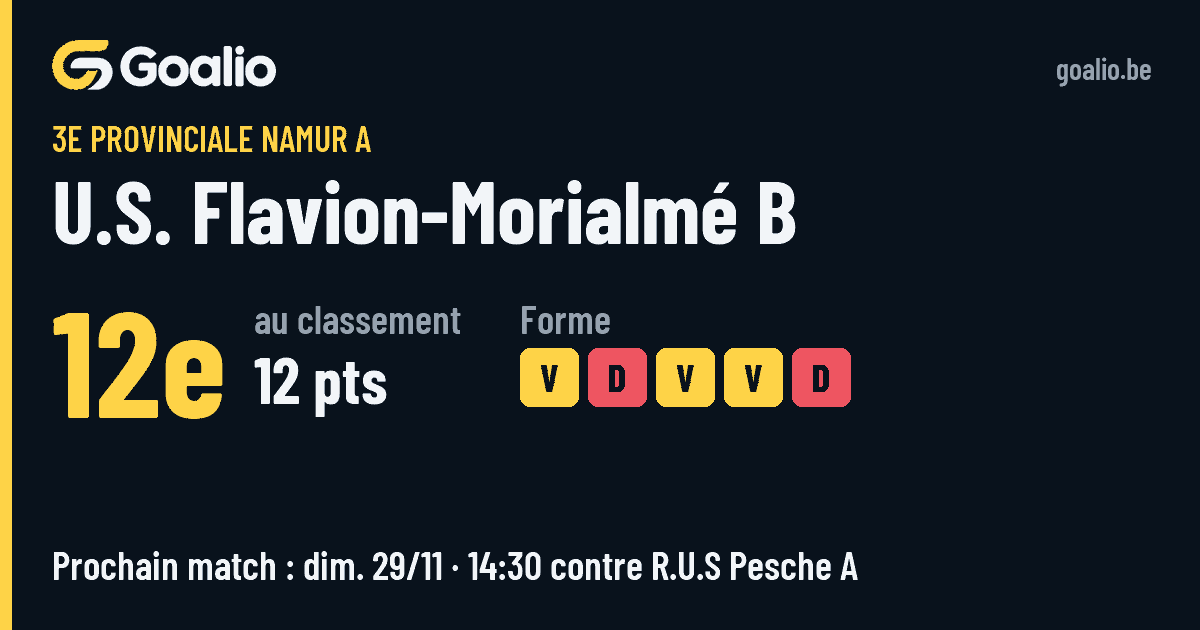 Goalio
goalio.be
3E PROVINCIALE NAMUR A
U.S. Flavion-Morialmé B
12e
au classement
12 pts
Forme
V D V V D
Prochain match : dim. 29/11 · 14:30 contre R.U.S Pesche A